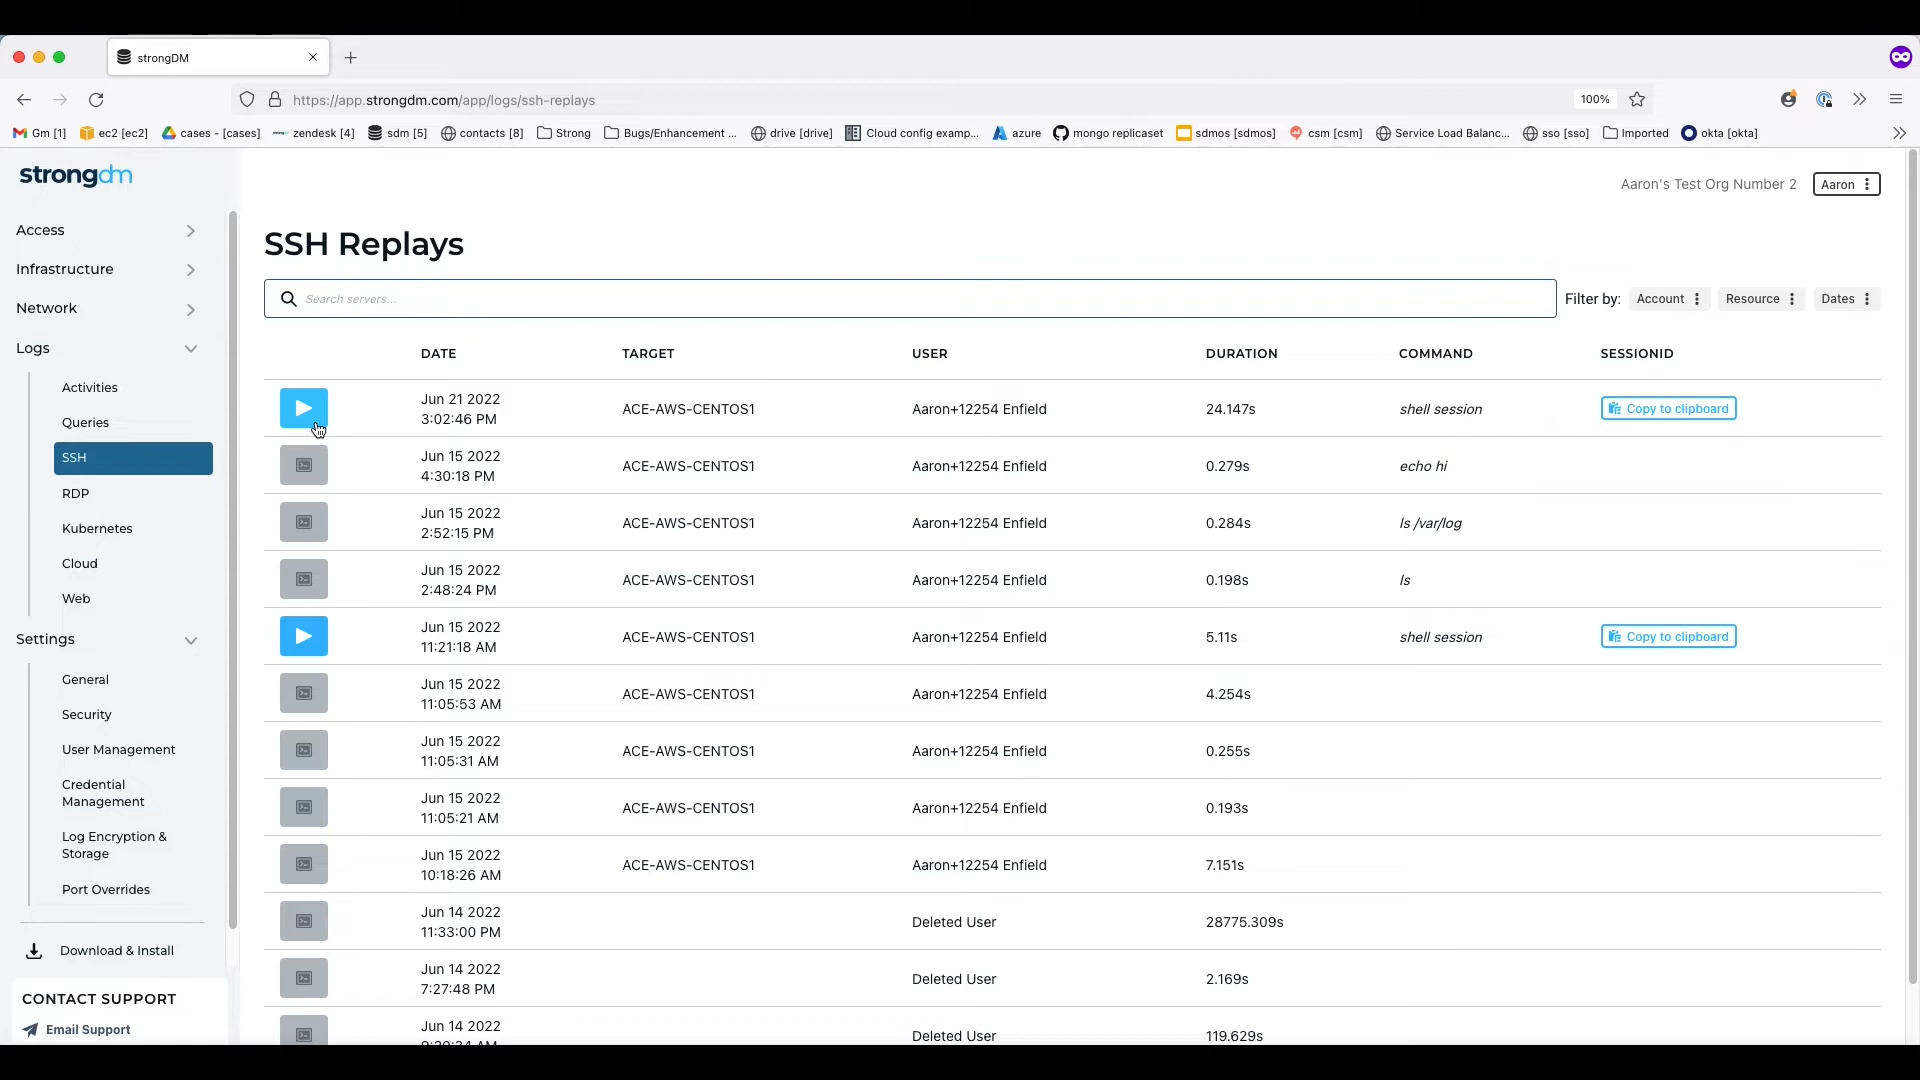 strongDM
https://app.strongdm.com/app/logs/ssh-replays
100%
Gm [1]
ec2 [ec2]
cases - [cases]
zendesk [4]
sdm [5]
contacts [8]
Strong
Bugs/Enhancement ...
drive [drive]
Cloud config examp...
azure
mongo replicaset
sdmos [sdmos]
csm [csm]
Service Load Balanc...
sso [sso]
Imported
okta [okta]
strongdm
Access
Infrastructure
Network
Logs
Activities
Queries
SSH
RDP
Kubernetes
Cloud
Web
Settings
General
Security
User Management
Credential
Management
Log Encryption &
Storage
Port Overrides
Download & Install
CONTACT SUPPORT
Email Support
Aaron's Test Org Number 2
Aaron
SSH Replays
Search servers...
Filter by:
Account
Resource
Dates
DATE TARGET USER DURATION COMMAND SESSIONID
Jun 21 2022
3:02:46 PM
ACE-AWS-CENTOS1
Aaron+12254 Enfield
24.147s
shell session
Copy to clipboard
Jun 15 2022
4:30:18 PM
ACE-AWS-CENTOS1
Aaron+12254 Enfield
0.279s
echo hi
Jun 15 2022
2:52:15 PM
ACE-AWS-CENTOS1
Aaron+12254 Enfield
0.284s
ls /var/log
Jun 15 2022
2:48:24 PM
ACE-AWS-CENTOS1
Aaron+12254 Enfield
0.198s
ls
Jun 15 2022
11:21:18 AM
ACE-AWS-CENTOS1
Aaron+12254 Enfield
5.11s
shell session
Copy to clipboard
Jun 15 2022
11:05:53 AM
ACE-AWS-CENTOS1
Aaron+12254 Enfield
4.254s
Jun 15 2022
11:05:31 AM
ACE-AWS-CENTOS1
Aaron+12254 Enfield
0.255s
Jun 15 2022
11:05:21 AM
ACE-AWS-CENTOS1
Aaron+12254 Enfield
0.193s
Jun 15 2022
10:18:26 AM
ACE-AWS-CENTOS1
Aaron+12254 Enfield
7.151s
Jun 14 2022
11:33:00 PM
Deleted User
28775.309s
Jun 14 2022
7:27:48 PM
Deleted User
2.169s
Jun 14 2022
Deleted User
119.629s